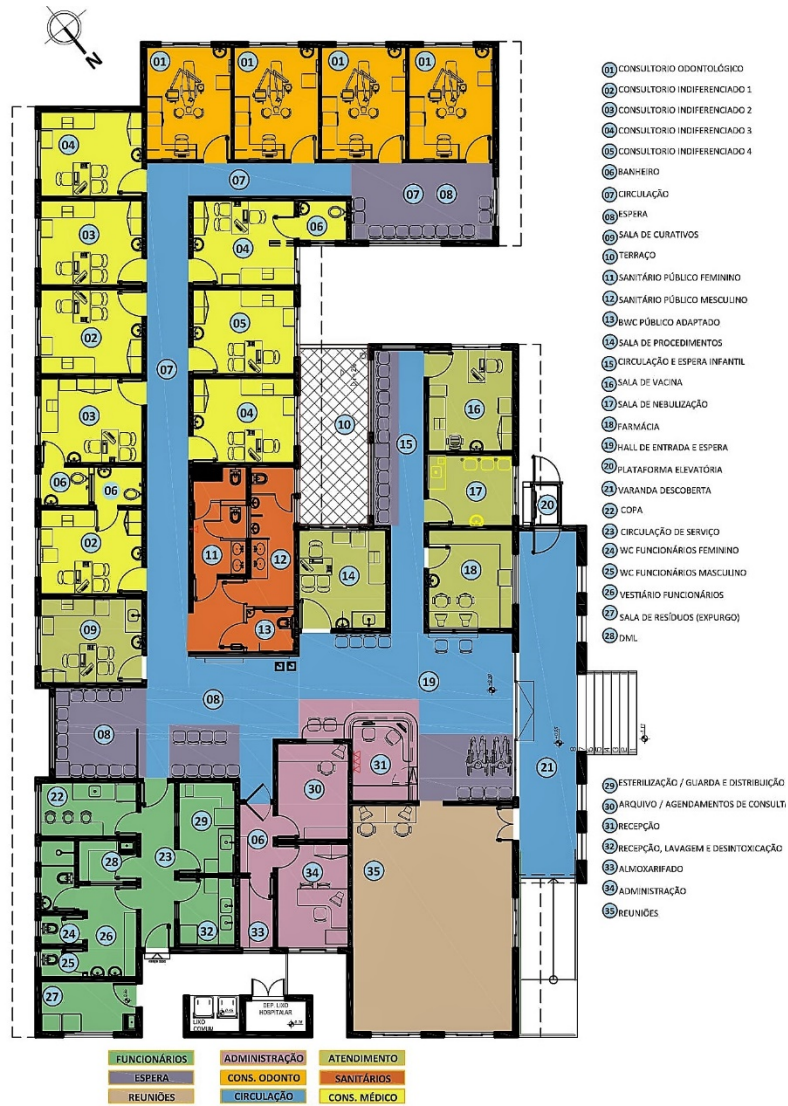 N
01 01 01 01
04
07
07 08
03
04
06
02
05
07
03
04
10
15
16
06
06
17
20
02
11
12
14
18
09
13
19
08
08
21
31
22
29
30
23
06
28
35
34
24
26
32
33
25
27
LIXO
COMUM
DEP. LIXO
HOSPITALAR
01 CONSULTORIO ODONTOLÓGICO
02 CONSULTORIO INDIFERENCIADO 1
03 CONSULTORIO INDIFERENCIADO 2
04 CONSULTORIO INDIFERENCIADO 3
05 CONSULTORIO INDIFERENCIADO 4
06 BANHEIRO
07 CIRCULAÇÃO
08 ESPERA
09 SALA DE CURATIVOS
10 TERRAÇO
11 SANITÁRIO PÚBLICO FEMININO
12 SANITÁRIO PÚBLICO MESCULINO
13 BWC PÚBLICO ADAPTADO
14 SALA DE PROCEDIMENTOS
15 CIRCULAÇÃO E ESPERA INFANTIL
16 SALA DE VACINA
17 SALA DE NEBULIZAÇÃO
18 FARMÁCIA
19 HALL DE ENTRADA E ESPERA
20 PLATAFORMA ELEVATÓRIA
21 VARANDA DESCOBERTA
22 COPA
23 CIRCULAÇÃO DE SERVIÇO
24 WC FUNCIONÁRIOS FEMININO
25 WC FUNCIONÁRIOS MASCULINO
26 VESTIÁRIO FUNCIONÁRIOS
27 SALA DE RESÍDUOS (EXPURGO)
28 DML
29 ESTERILIZAÇÃO / GUARDA E DISTRIBUIÇÃO
30 ARQUIVO / AGENDAMENTOS DE CONSULTA
31 RECEPÇÃO
32 RECEPÇÃO, LAVAGEM E DESINTOXICAÇÃO
33 ALMOXARIFADO
34 ADMINISTRAÇÃO
35 REUNIÕES
FUNCIONÁRIOS ADMINISTRAÇÃO ATENDIMENTO
ESPERA CONS. ODONTO SANITÁRIOS
REUNIÕES CIRCULAÇÃO CONS. MÉDICO